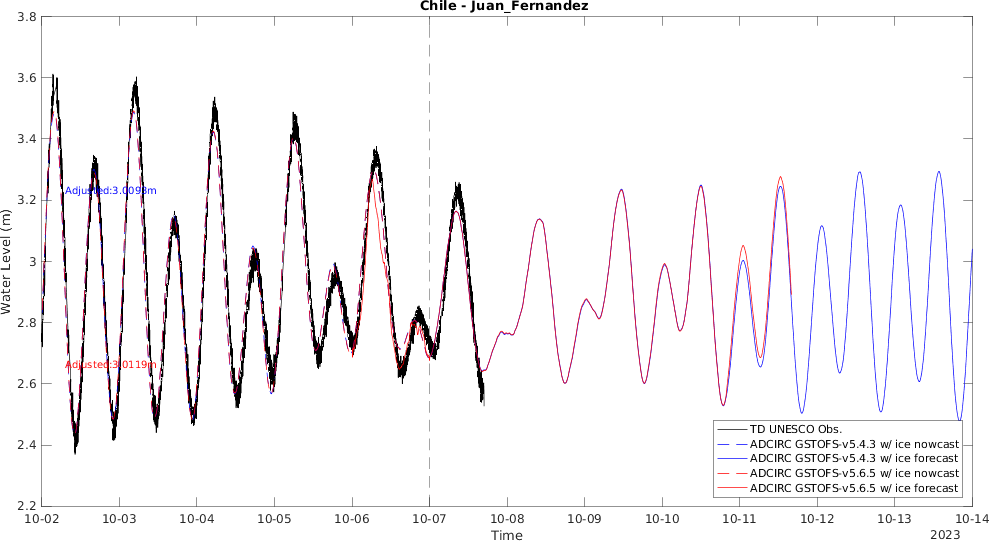 Chile - Juan_Fernandez
3.8
3.6
3.4
3.2
3
2.8
2.6
2.4
2.2
Water Level (m)
Adjusted:3.0093m
Adjusted:3.0119m
TD UNESCO Obs.
ADCIRC GSTOFS-v5.4.3 w/ ice nowcast
ADCIRC GSTOFS-v5.4.3 w/ ice forecast
ADCIRC GSTOFS-v5.6.5 w/ ice nowcast
ADCIRC GSTOFS-v5.6.5 w/ ice forecast
10-02 10-03 10-04 10-05 10-06 10-07 10-08 10-09 10-10 10-11 10-12 10-13 10-14
Time
2023